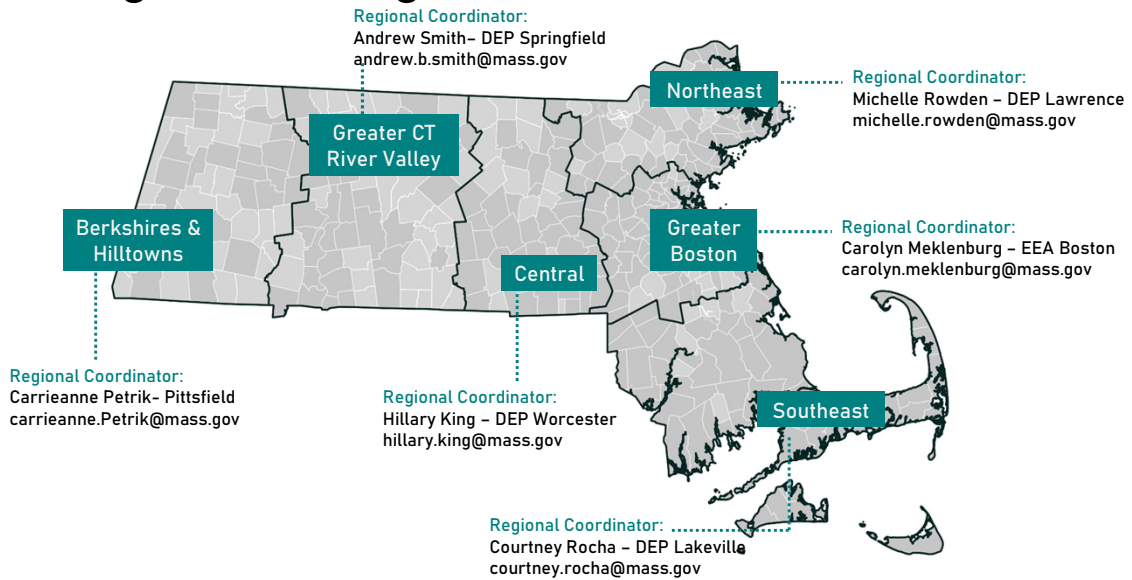 Regional Coordinator:
Andrew Smith– DEP Springfield
andrew.b.smith@mass.gov
Northeast
Regional Coordinator:
Michelle Rowden – DEP Lawrence
michelle.rowden@mass.gov
Greater CT
River Valley
Berkshires &
Hilltowns
Greater
Boston
Regional Coordinator:
Carolyn Meklenburg – EEA Boston
carolyn.meklenburg@mass.gov
Central
Regional Coordinator:
Carrieanne Petrik- Pittsfield
carrieanne.Petrik@mass.gov
Regional Coordinator:
Hillary King – DEP Worcester
hillary.king@mass.gov
Southeast
Regional Coordinator:
Courtney Rocha – DEP Lakeville
courtney.rocha@mass.gov